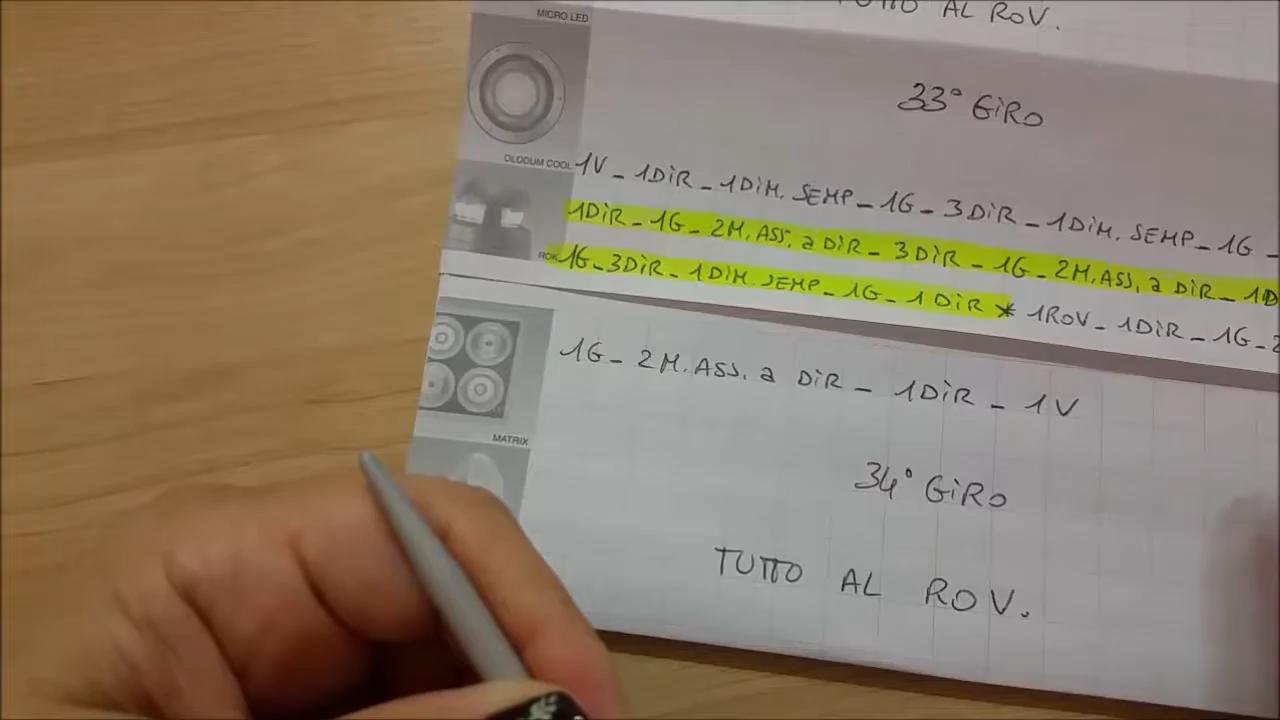 TUTTO AL ROV.
MICRO LED
33° GIRO
OLODUM COOL
1V - 1DIR - 1DIM. SEMP - 1G - 3DIR - 1DIM. SEMP - 1G -
1DIR - 1G - 2M. ASS. a DIR - 3DIR - 1G - 2M. ASS. a DIR - 1D
ROK
1G - 3DIR - 1DIM. SEMP - 1G - 1DIR * 1ROV - 1DIR - 1G - 2
1G - 2M. ASS. a DIR - 1DIR - 1V
MATRIX
34° GIRO
TUTTO AL ROV.